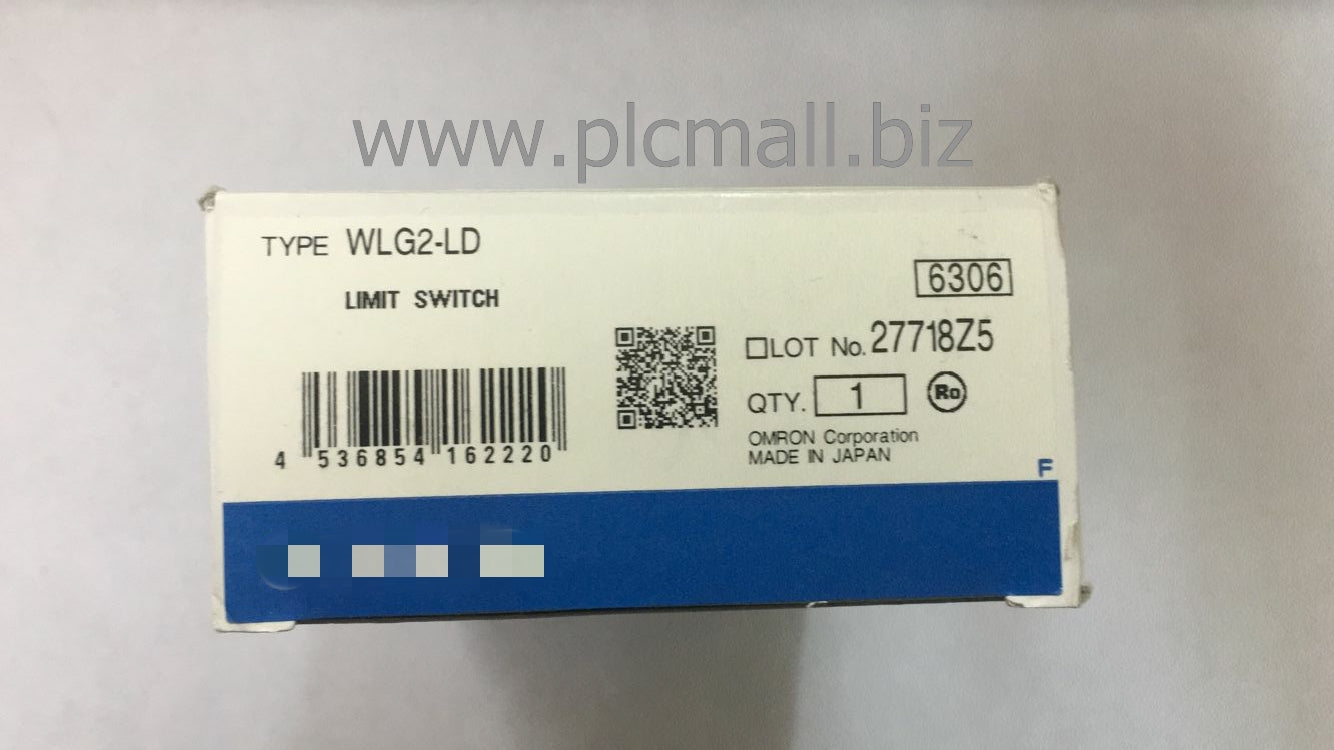 www.plcmall.biz
TYPE WLG2-LD
LIMIT SWITCH
6306
LOT No. 27718Z5
QTY. 1 Ro
OMRON Corporation
MADE IN JAPAN
4 536854 162220
F